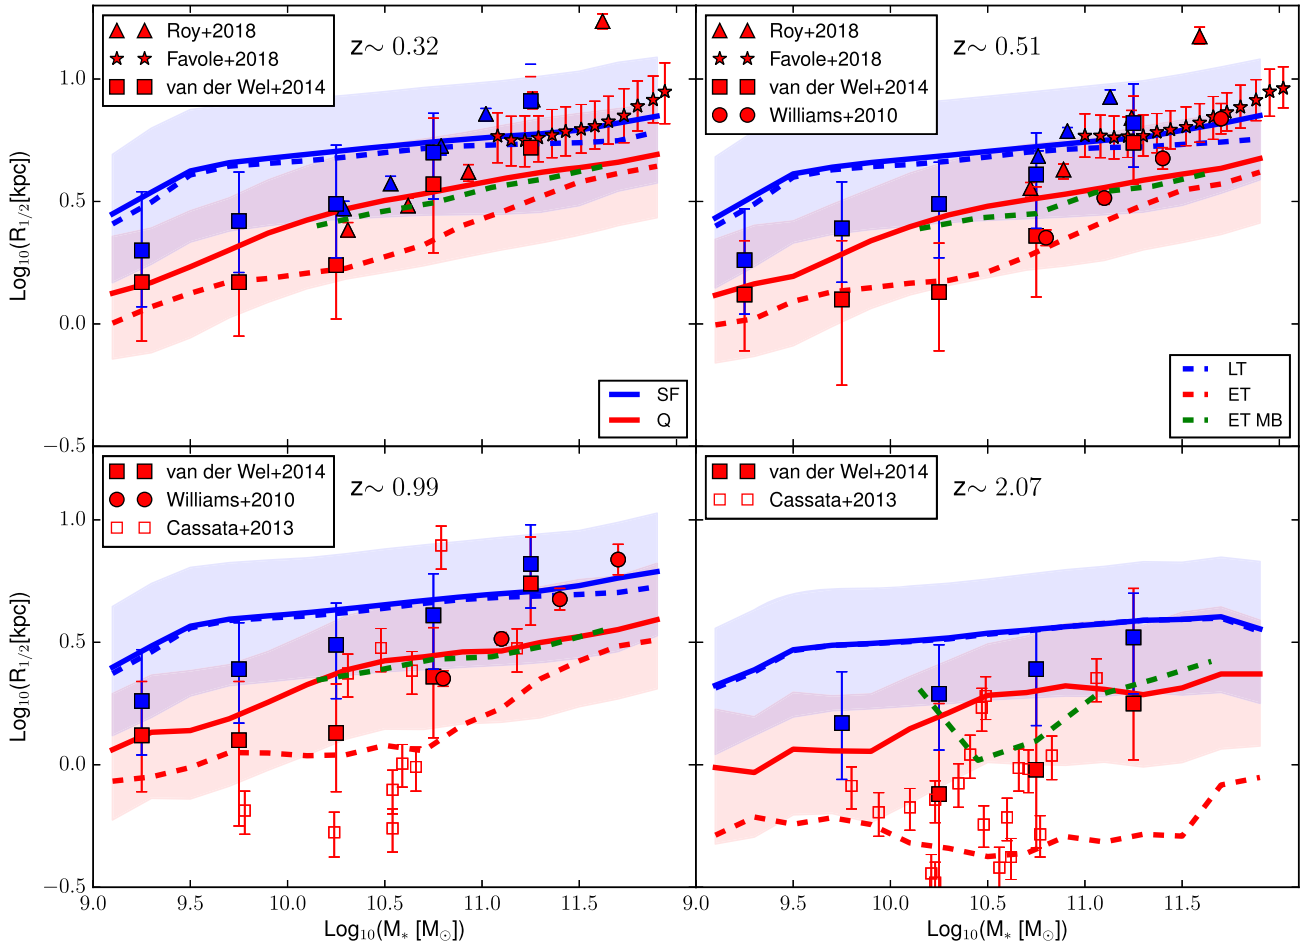 Roy+2018
Favole+2018
van der Wel+2014
z∼ 0.32
Roy+2018
Favole+2018
van der Wel+2014
Williams+2010
z∼ 0.51
1.0
0.5
0.0
−0.5
Log₁₀(R₁/₂[kpc])
SF
Q
LT
ET
ET MB
van der Wel+2014
Williams+2010
Cassata+2013
z∼ 0.99
van der Wel+2014
Cassata+2013
z∼ 2.07
1.0
0.5
0.0
−0.5
Log₁₀(R₁/₂[kpc])
9.0 9.5 10.0 10.5 11.0 11.5
9.5 10.0 10.5 11.0 11.5
Log₁₀(M∗ [M⊙])
Log₁₀(M∗ [M⊙])